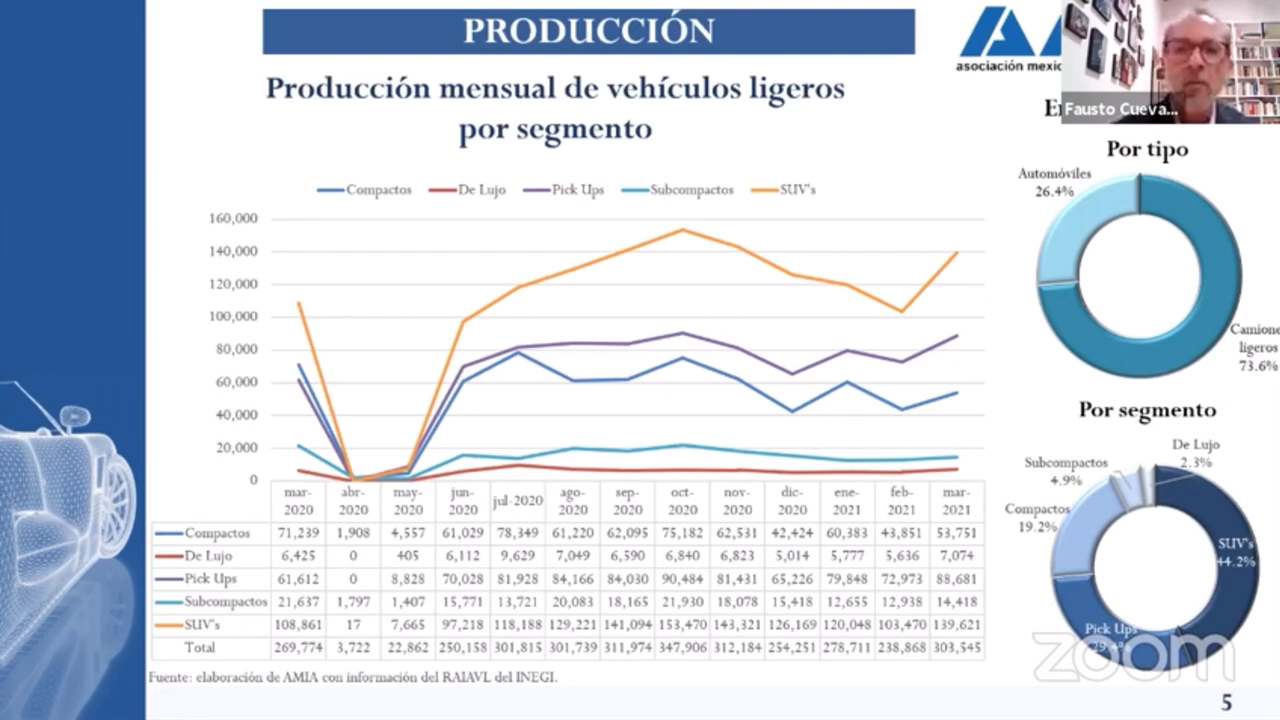 PRODUCCIÓN
Producción mensual de vehículos ligeros
por segmento
asociación
Fausto Cueva...
Compactos De Lujo Pick Ups Subcompactos SUV's
160,000
140,000
120,000
100,000
80,000
60,000
40,000
20,000
0
mar-2020 abr-2020 may-2020 jun-2020 jul-2020 ago-2020 sep-2020 oct-2020 nov-2020 dic-2020 ene-2021 feb-2021 mar-2021
Compactos 71,239 1,908 4,557 61,029 78,349 61,220 62,095 75,182 62,531 42,424 60,383 43,851 53,751
De Lujo 6,425 0 405 6,112 9,629 7,049 6,590 6,840 6,823 5,014 5,777 5,636 7,074
Pick Ups 61,612 0 8,828 70,028 81,928 84,166 84,030 90,484 81,431 65,226 79,848 72,973 88,681
Subcompactos 21,637 1,797 1,407 15,771 13,721 20,083 18,165 21,930 18,078 15,418 12,655 12,938 14,418
SUV's 108,861 17 7,665 97,218 118,188 129,221 141,094 153,470 143,321 126,169 120,048 103,470 139,621
Total 269,774 3,722 22,862 250,158 301,815 301,739 311,974 347,906 312,184 254,251 278,711 238,868 303,545
Fuente: elaboración de AMIA con información del RAIAVL del INEGI.
Por tipo
Automóviles
26.4%
Camione
ligeros
73.6%
Por segmento
De Lujo
2.3%
Subcompactos
4.9%
Compactos
19.2%
SUV's
44.2%
Pick Ups
zoom
5